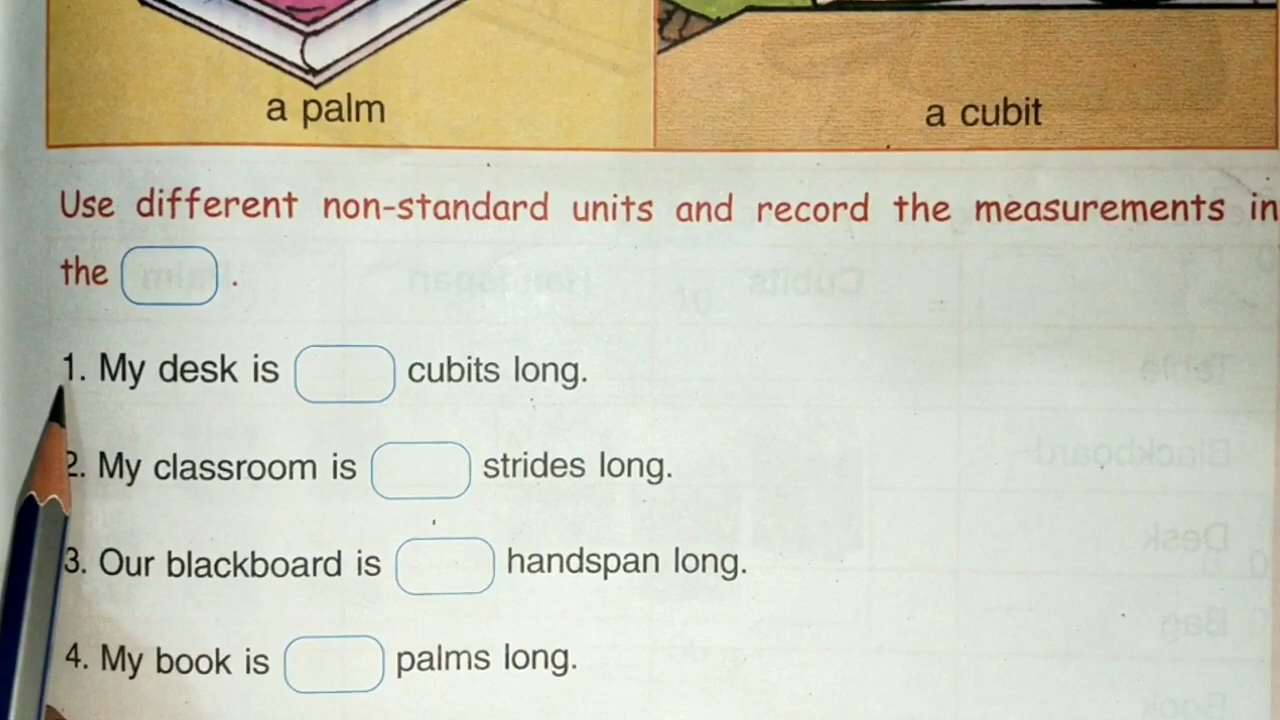 a palm
a cubit
Use different non-standard units and record the measurements in
the .
1. My desk is cubits long.
2. My classroom is strides long.
3. Our blackboard is handspan long.
4. My book is palms long.